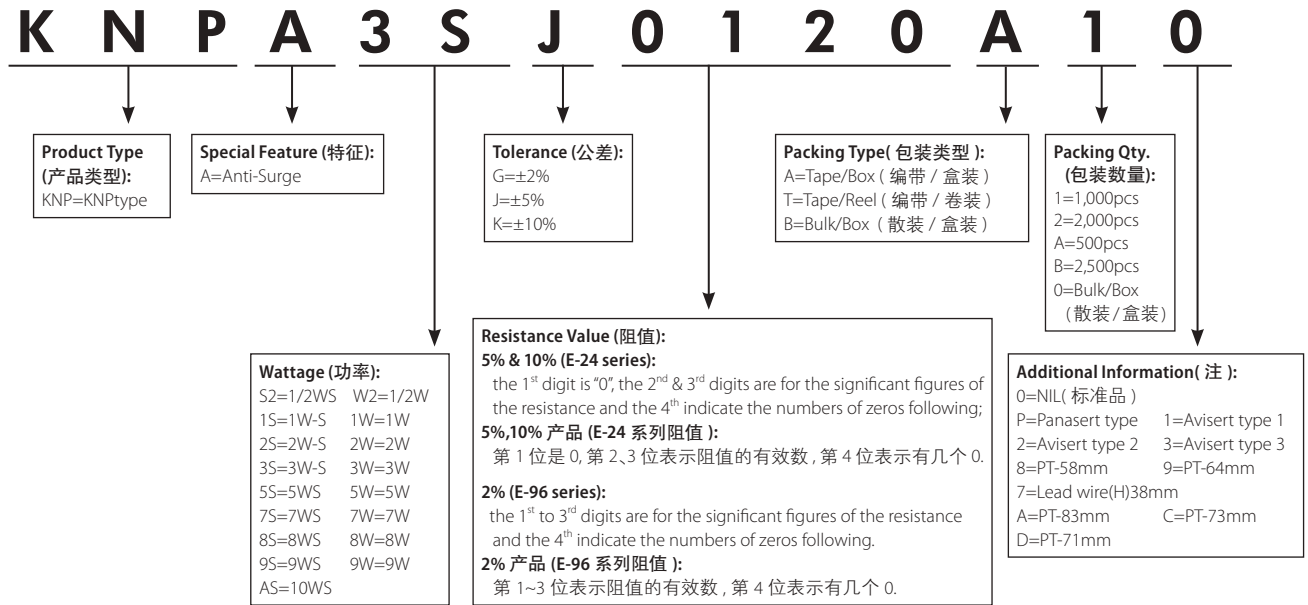 K N P A 3 S J 0 1 2 0 A 1 0
Product Type
(产品类型):
KNP=KNPtype
Special Feature (特征):
A=Anti-Surge
Tolerance (公差):
G=±2%
J=±5%
K=±10%
Packing Type( 包装类型 ):
A=Tape/Box ( 编带 / 盒装 )
T=Tape/Reel ( 编带 / 卷装 )
B=Bulk/Box ( 散装 / 盒装 )
Packing Qty.
(包装数量):
1=1,000pcs
2=2,000pcs
A=500pcs
B=2,500pcs
0=Bulk/Box
(散装 / 盒装)
Wattage (功率):
S2=1/2WS W2=1/2W
1S=1W-S 1W=1W
2S=2W-S 2W=2W
3S=3W-S 3W=3W
5S=5WS 5W=5W
7S=7WS 7W=7W
8S=8WS 8W=8W
9S=9WS 9W=9W
AS=10WS
Resistance Value (阻值):
5% & 10% (E-24 series):
the 1st digit is "0", the 2nd & 3rd digits are for the significant figures of
the resistance and the 4th indicate the numbers of zeros following;
5%,10% 产品 (E-24 系列阻值 ):
第 1 位是 0, 第 2、3 位表示阻值的有效数 , 第 4 位表示有几个 0.
2% (E-96 series):
the 1st to 3rd digits are for the significant figures of the resistance
and the 4th indicate the numbers of zeros following.
2% 产品 (E-96 系列阻值 ):
第 1~3 位表示阻值的有效数 , 第 4 位表示有几个 0.
Additional Information( 注 ):
0=NIL( 标准品 )
P=Panasert type 1=Avisert type 1
2=Avisert type 2 3=Avisert type 3
8=PT-58mm 9=PT-64mm
7=Lead wire(H)38mm
A=PT-83mm C=PT-73mm
D=PT-71mm